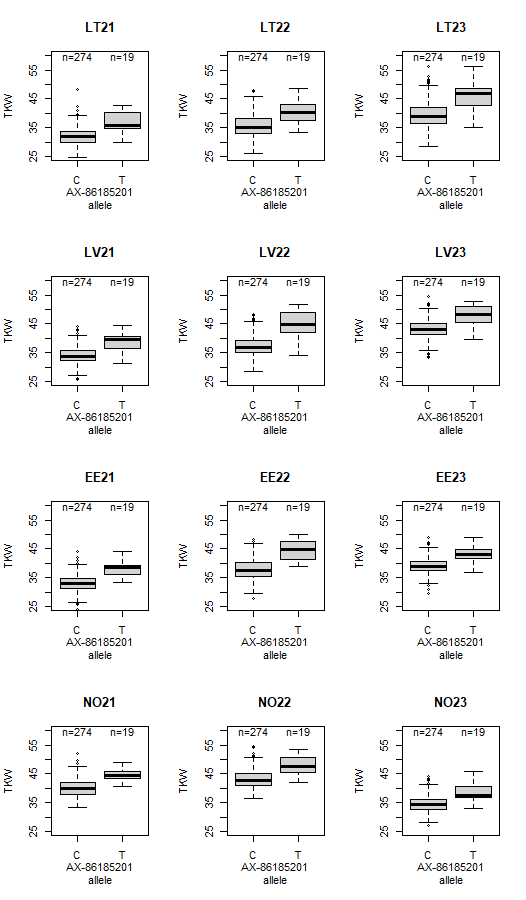 LT21 LT22 LT23
n=274 n=19 n=274 n=19 n=274 n=19
TKW 55 45 35 25 TKW 55 45 35 25 TKW 55 45 35 25
C T C T C T
AX-86185201 AX-86185201 AX-86185201
allele allele allele
LV21 LV22 LV23
n=274 n=19 n=274 n=19 n=274 n=19
TKW 55 45 35 25 TKW 55 45 35 25 TKW 55 45 35 25
C T C T C T
AX-86185201 AX-86185201 AX-86185201
allele allele allele
EE21 EE22 EE23
n=274 n=19 n=274 n=19 n=274 n=19
TKW 55 45 35 25 TKW 55 45 35 25 TKW 55 45 35 25
C T C T C T
AX-86185201 AX-86185201 AX-86185201
allele allele allele
NO21 NO22 NO23
n=274 n=19 n=274 n=19 n=274 n=19
TKW 55 45 35 25 TKW 55 45 35 25 TKW 55 45 35 25
C T C T C T
AX-86185201 AX-86185201 AX-86185201
allele allele allele